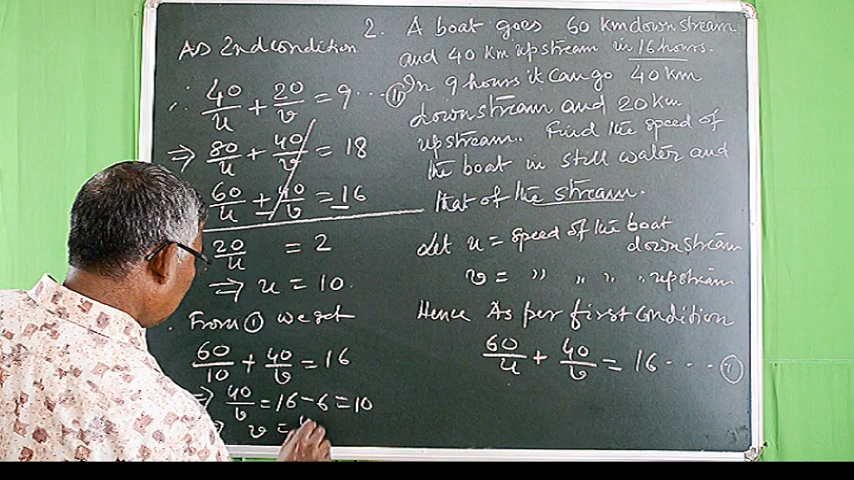 2. A boat goes 60 km down stream
and 40 km upstream in 16 hours.
In 9 hours it can go 40 km
downstream and 20 km
upstream. Find the speed of
the boat in still water and
that of the stream.
Let u = speed of the boat downstream
v = " " " " upstream
Hence As per first condition
60/u + 40/v = 16 .... (1)
As 2nd condition
∴ 40/u + 20/v = 9 ... (11)
⇒ 80/u + 40/v = 18
60/u + 40/v = 16
20/u = 2
⇒ u = 10.
From (1) we get
60/10 + 40/v = 16
⇒ 40/v = 16 - 6 = 10
v =